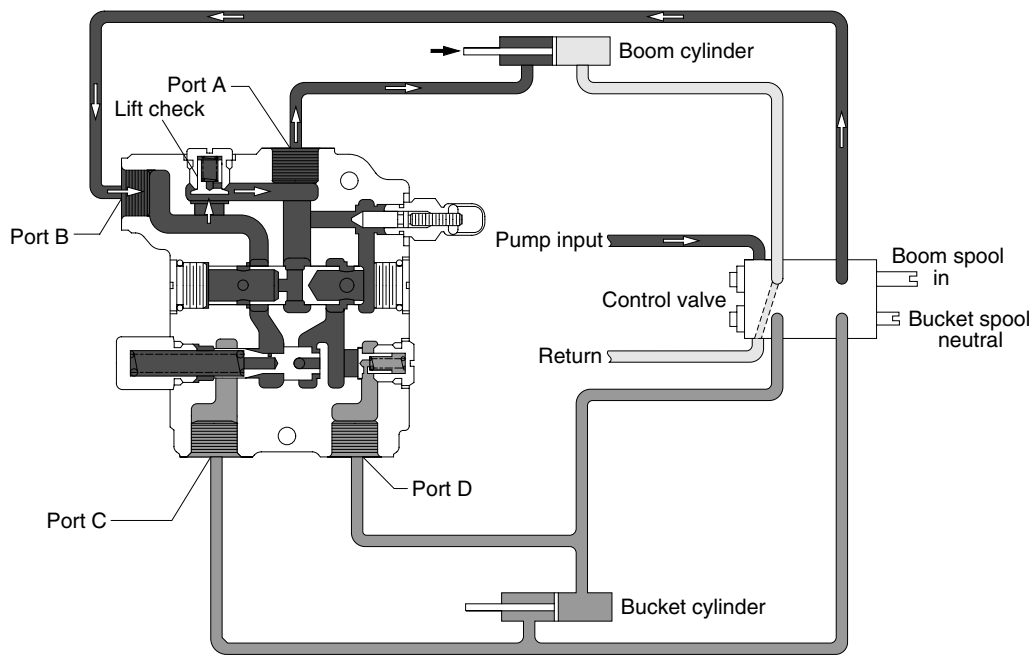 Boom cylinder
Port A
Lift check
Port B
Pump input
Boom spool
in
Control valve
Bucket spool
neutral
Return
Port D
Port C
Bucket cylinder